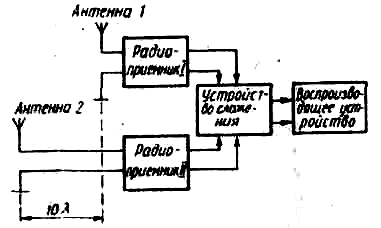 Антенна 1
Радио-
приемник I
Антенна 2
Радио-
приемник II
Устройст-
во сложе-
ния
Воспроизво-
дящее уст-
ройство
10 λ